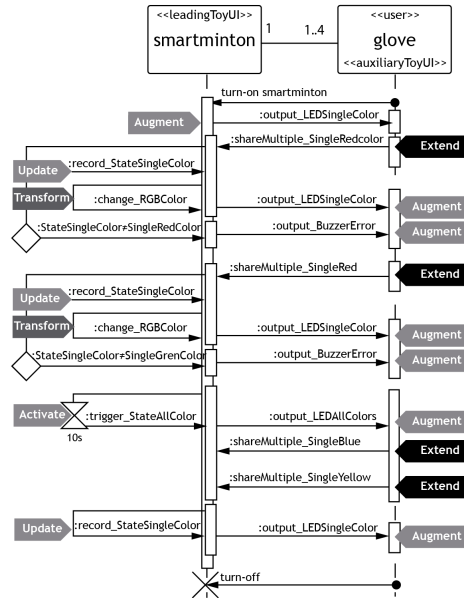 <<leadingToyUI>>
smartminton
1
1..4
<<user>>
glove
<<auxiliaryToyUI>>
turn-on smartminton
Augment
:output_LEDSingleColor
:shareMultiple_SingleRedcolor
Extend
Update
:record_StateSingleColor
Transform
:change_RGBColor
:output_LEDSingleColor
Augment
:StateSingleColor≠SingleRedColor
:output_BuzzerError
Augment
:shareMultiple_SingleRed
Extend
Update
:record_StateSingleColor
Transform
:change_RGBColor
:output_LEDSingleColor
Augment
:StateSingleColor≠SingleGrenColor
:output_BuzzerError
Augment
Activate
10s
:trigger_StateAllColor
:output_LEDAllColors
Augment
:shareMultiple_SingleBlue
Extend
:shareMultiple_SingleYellow
Extend
Update
:record_StateSingleColor
:output_LEDSingleColor
Augment
turn-off